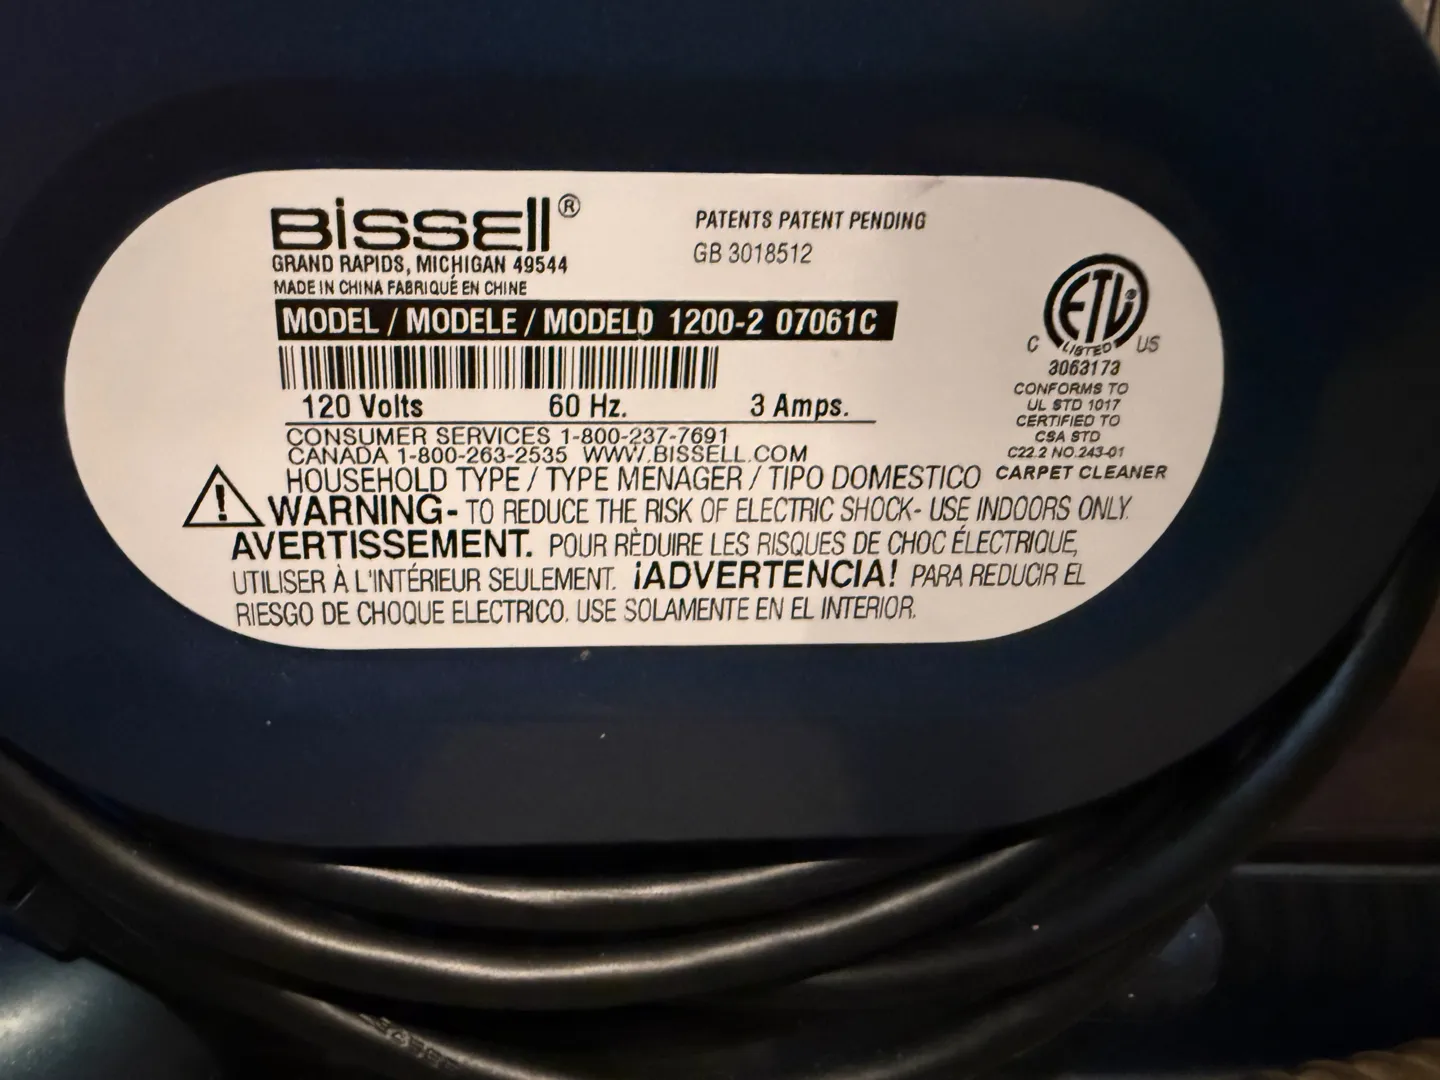 BISSELL®
GRAND RAPIDS, MICHIGAN 49544
MADE IN CHINA FABRIQUÉ EN CHINE
PATENTS PATENT PENDING
GB 3018512
MODEL / MODELE / MODELO 1200-2 07061C
120 Volts 60 Hz. 3 Amps.
CONSUMER SERVICES 1-800-237-7691
CANADA 1-800-263-2535 WWW.BISSELL.COM
HOUSEHOLD TYPE / TYPE MENAGER / TIPO DOMESTICO
ETL®
C LISTED US
3063173
CONFORMS TO
UL STD 1017
CERTIFIED TO
CSA STD
C22.2 NO.243-01
CARPET CLEANER
WARNING- TO REDUCE THE RISK OF ELECTRIC SHOCK- USE INDOORS ONLY.
AVERTISSEMENT. POUR RÈDUIRE LES RISQUES DE CHOC ÉLECTRIQUE,
UTILISER À L'INTÉRIEUR SEULEMENT. ¡ADVERTENCIA! PARA REDUCIR EL
RIESGO DE CHOQUE ELECTRICO. USE SOLAMENTE EN EL INTERIOR.